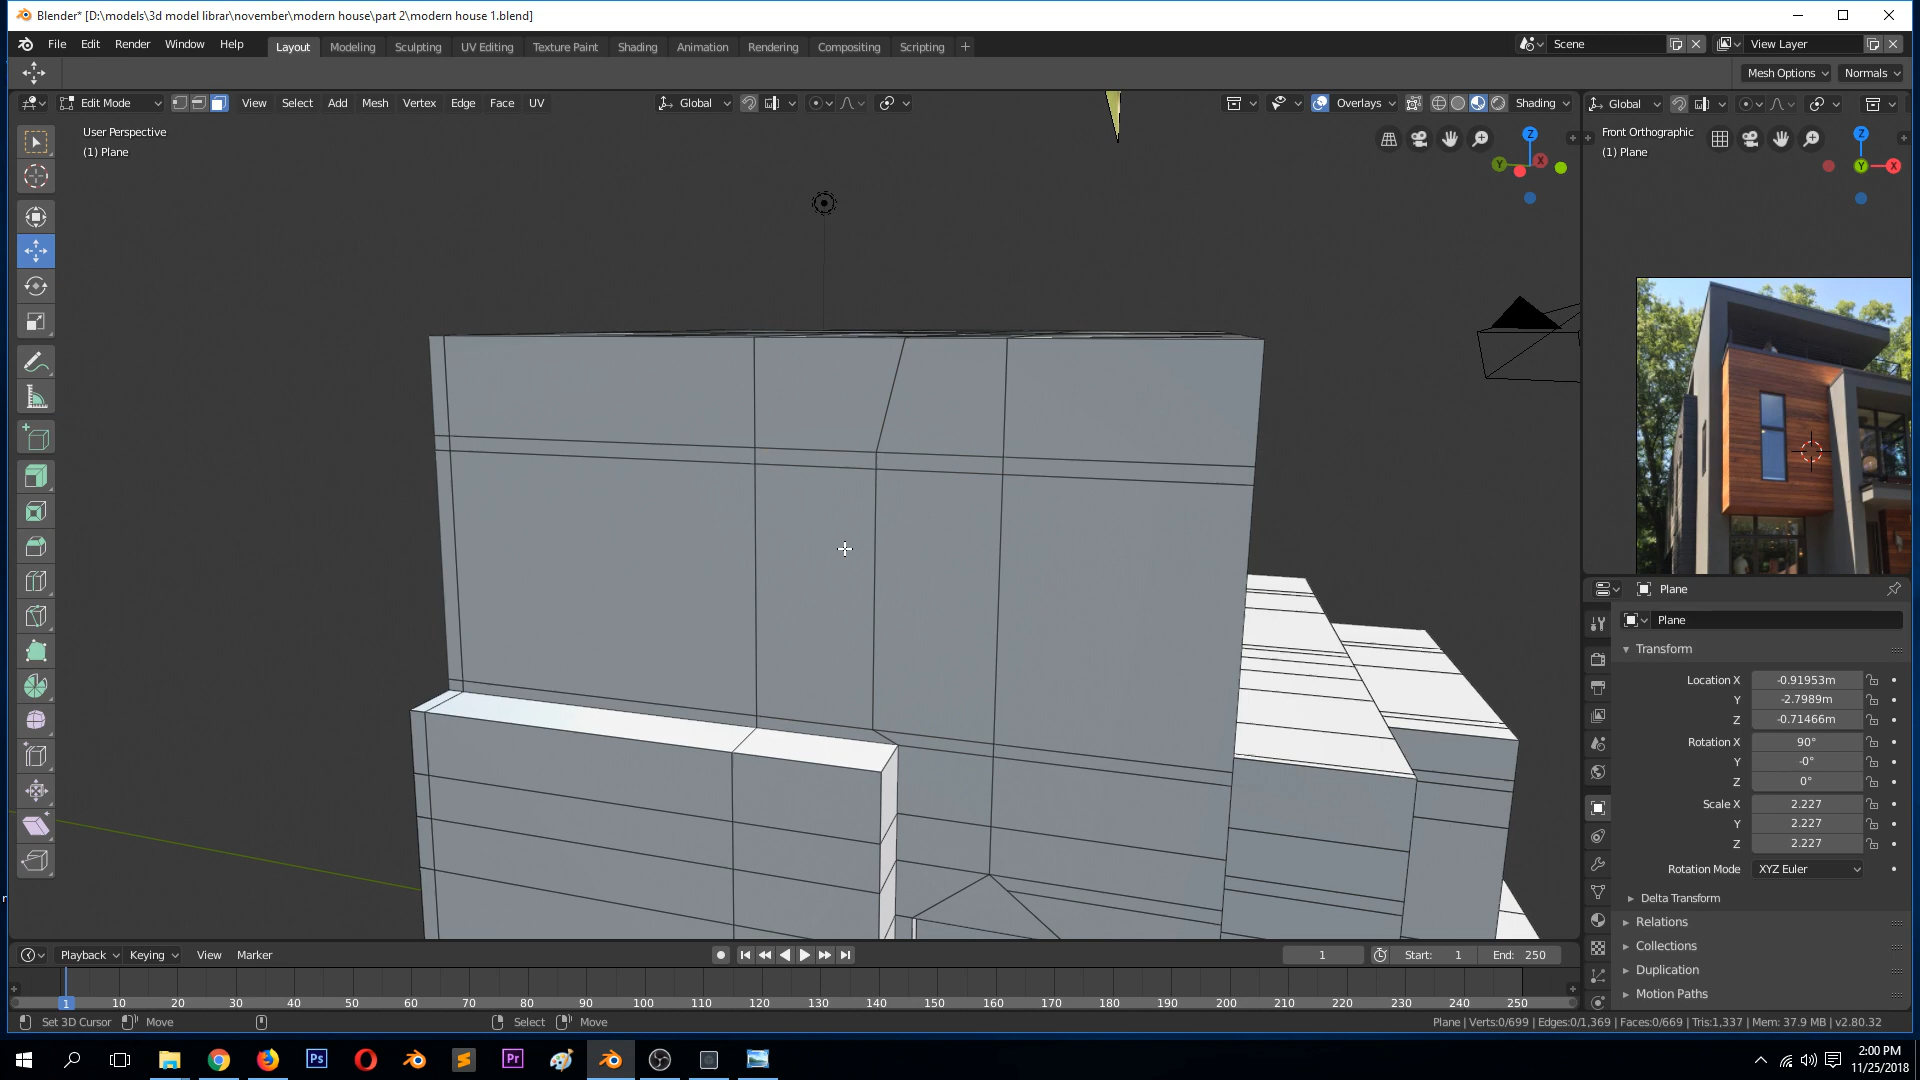 Blender* [D:\models\3d model librar\november\modern house\part 2\modern house 1.blend]
File Edit Render Window Help Layout Modeling Sculpting UV Editing Texture Paint Shading Animation Rendering Compositing Scripting + Scene View Layer
Mesh Options Normals
Edit Mode View Select Add Mesh Vertex Edge Face UV Global Overlays Shading Global
User Perspective
(1) Plane
Z
Y
X
Front Orthographic
(1) Plane
Z
Y
X
Plane
Plane
Transform
Location X -0.91953m
Y -2.7989m
Z -0.71466m
Rotation X 90°
Y -0°
Z 0°
Scale X 2.227
Y 2.227
Z 2.227
Rotation Mode XYZ Euler
Delta Transform
Relations
Collections
Duplication
Motion Paths
Playback Keying View Marker 1 Start: 1 End: 250
1 10 20 30 40 50 60 70 80 90 100 110 120 130 140 150 160 170 180 190 200 210 220 230 240 250
Set 3D Cursor Move Select Move Plane | Verts:0/699 | Edges:0/1,369 | Faces:0/669 | Tris:1,337 | Mem: 37.9 MB | v2.80.32
Ps Pr
2:00 PM
11/25/2018